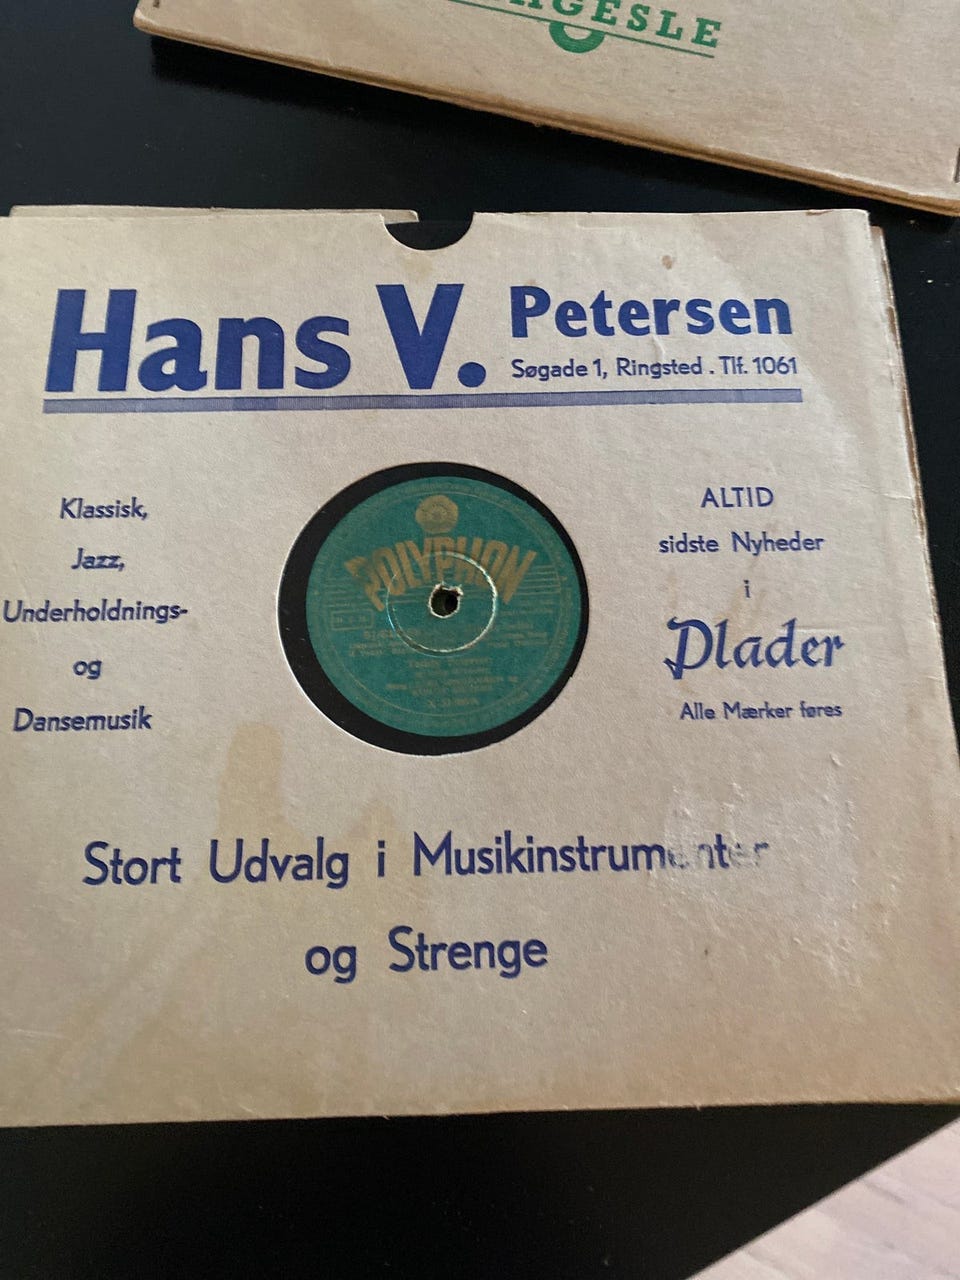 AGESLE
Hans V. Petersen
Søgade 1, Ringsted . Tlf. 1061
Klassisk,
Jazz,
Underholdnings-
og
Dansemusik
POLYPHON
ALTID
sidste Nyheder
i
Plader
Alle Mærker føres
Stort Udvalg i Musikinstrumenter
og Strenge